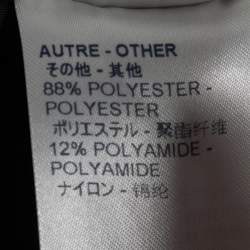 AUTRE - OTHER
その他 - 其他
88% POLYESTER -
POLYESTER
ポリエステル - 聚酯纤维
12% POLYAMIDE -
POLYAMIDE
ナイロン - 锦纶